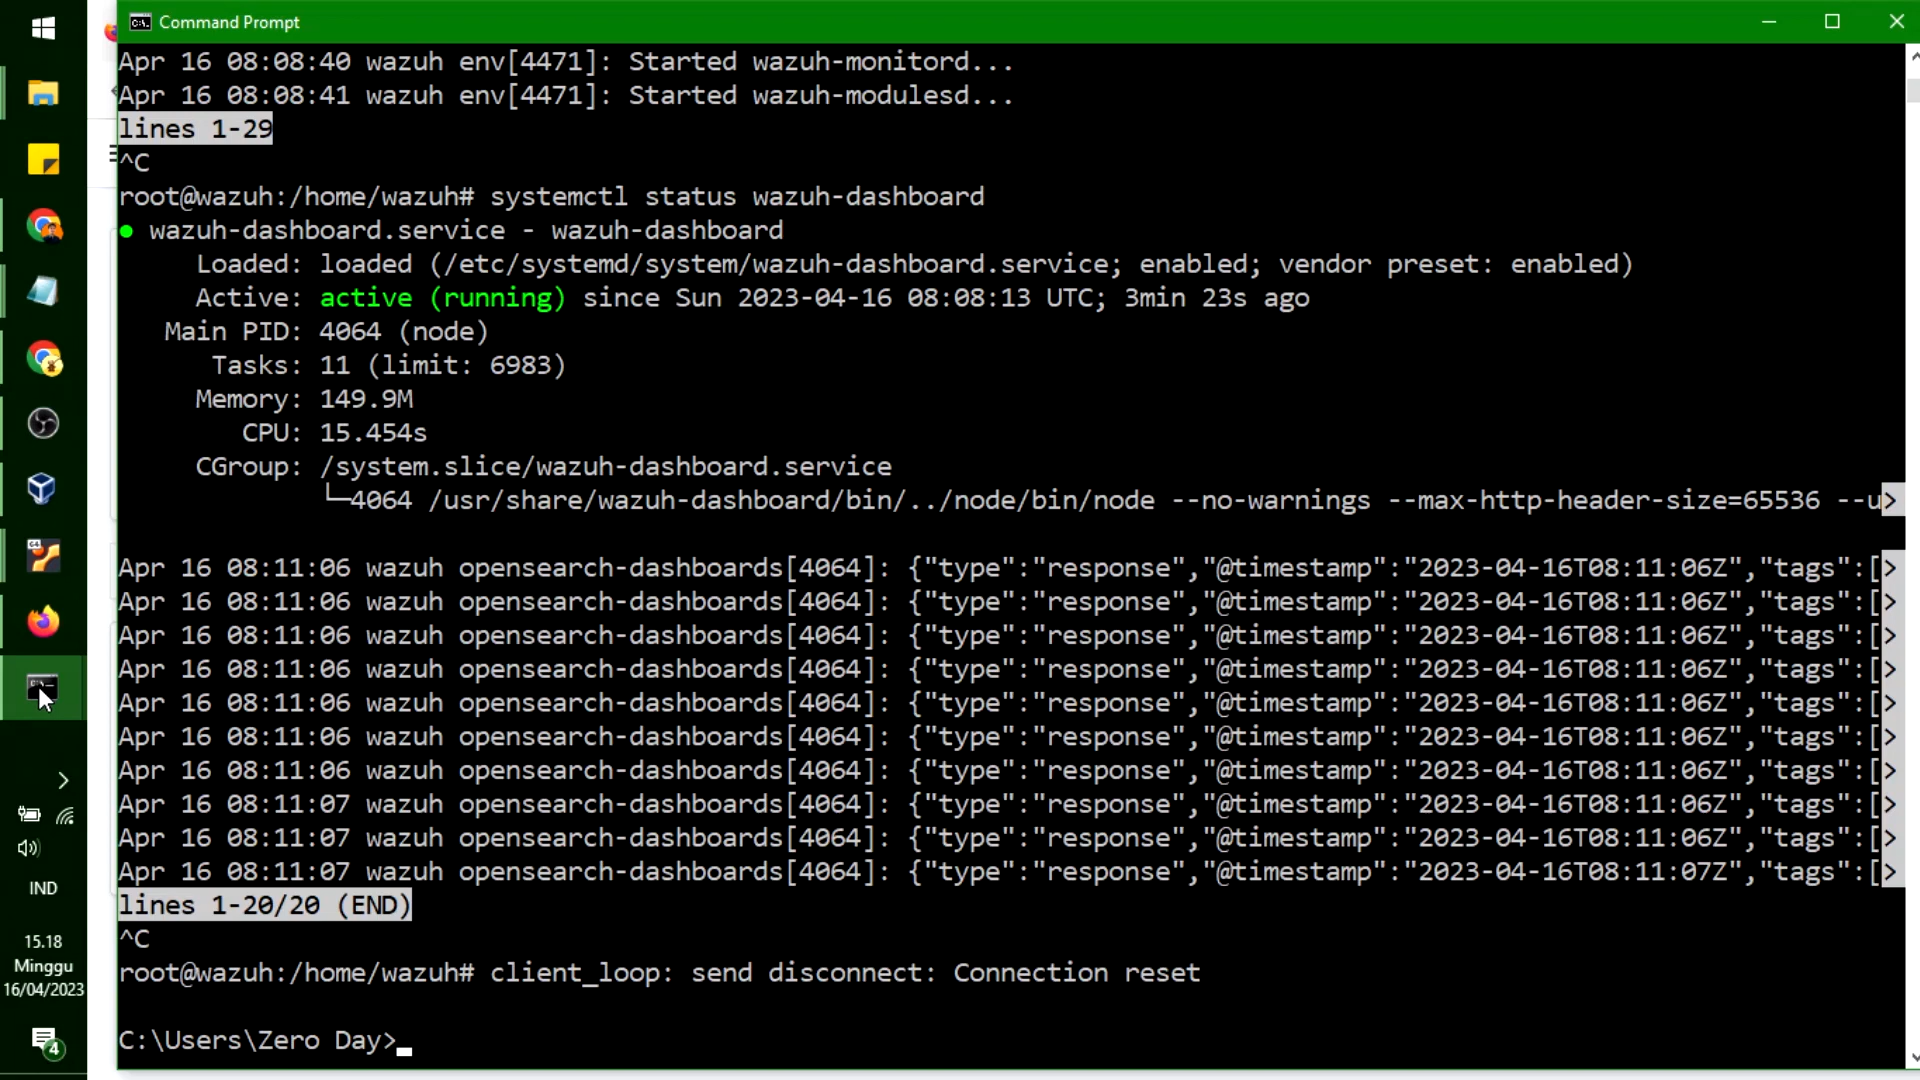 Command Prompt
Apr 16 08:08:40 wazuh env[4471]: Started wazuh-monitord...
Apr 16 08:08:41 wazuh env[4471]: Started wazuh-modulesd...
lines 1-29
^C
root@wazuh:/home/wazuh# systemctl status wazuh-dashboard
● wazuh-dashboard.service - wazuh-dashboard
Loaded: loaded (/etc/systemd/system/wazuh-dashboard.service; enabled; vendor preset: enabled)
Active: active (running) since Sun 2023-04-16 08:08:13 UTC; 3min 23s ago
Main PID: 4064 (node)
Tasks: 11 (limit: 6983)
Memory: 149.9M
CPU: 15.454s
CGroup: /system.slice/wazuh-dashboard.service
└─4064 /usr/share/wazuh-dashboard/bin/../node/bin/node --no-warnings --max-http-header-size=65536 --u>
Apr 16 08:11:06 wazuh opensearch-dashboards[4064]: {"type":"response","@timestamp":"2023-04-16T08:11:06Z","tags":[>
Apr 16 08:11:06 wazuh opensearch-dashboards[4064]: {"type":"response","@timestamp":"2023-04-16T08:11:06Z","tags":[>
Apr 16 08:11:06 wazuh opensearch-dashboards[4064]: {"type":"response","@timestamp":"2023-04-16T08:11:06Z","tags":[>
Apr 16 08:11:06 wazuh opensearch-dashboards[4064]: {"type":"response","@timestamp":"2023-04-16T08:11:06Z","tags":[>
Apr 16 08:11:06 wazuh opensearch-dashboards[4064]: {"type":"response","@timestamp":"2023-04-16T08:11:06Z","tags":[>
Apr 16 08:11:06 wazuh opensearch-dashboards[4064]: {"type":"response","@timestamp":"2023-04-16T08:11:06Z","tags":[>
Apr 16 08:11:06 wazuh opensearch-dashboards[4064]: {"type":"response","@timestamp":"2023-04-16T08:11:06Z","tags":[>
Apr 16 08:11:07 wazuh opensearch-dashboards[4064]: {"type":"response","@timestamp":"2023-04-16T08:11:06Z","tags":[>
Apr 16 08:11:07 wazuh opensearch-dashboards[4064]: {"type":"response","@timestamp":"2023-04-16T08:11:06Z","tags":[>
Apr 16 08:11:07 wazuh opensearch-dashboards[4064]: {"type":"response","@timestamp":"2023-04-16T08:11:07Z","tags":[>
lines 1-20/20 (END)
^C
root@wazuh:/home/wazuh# client_loop: send disconnect: Connection reset
C:\Users\Zero Day>
IND
15.18
Minggu
16/04/2023
4